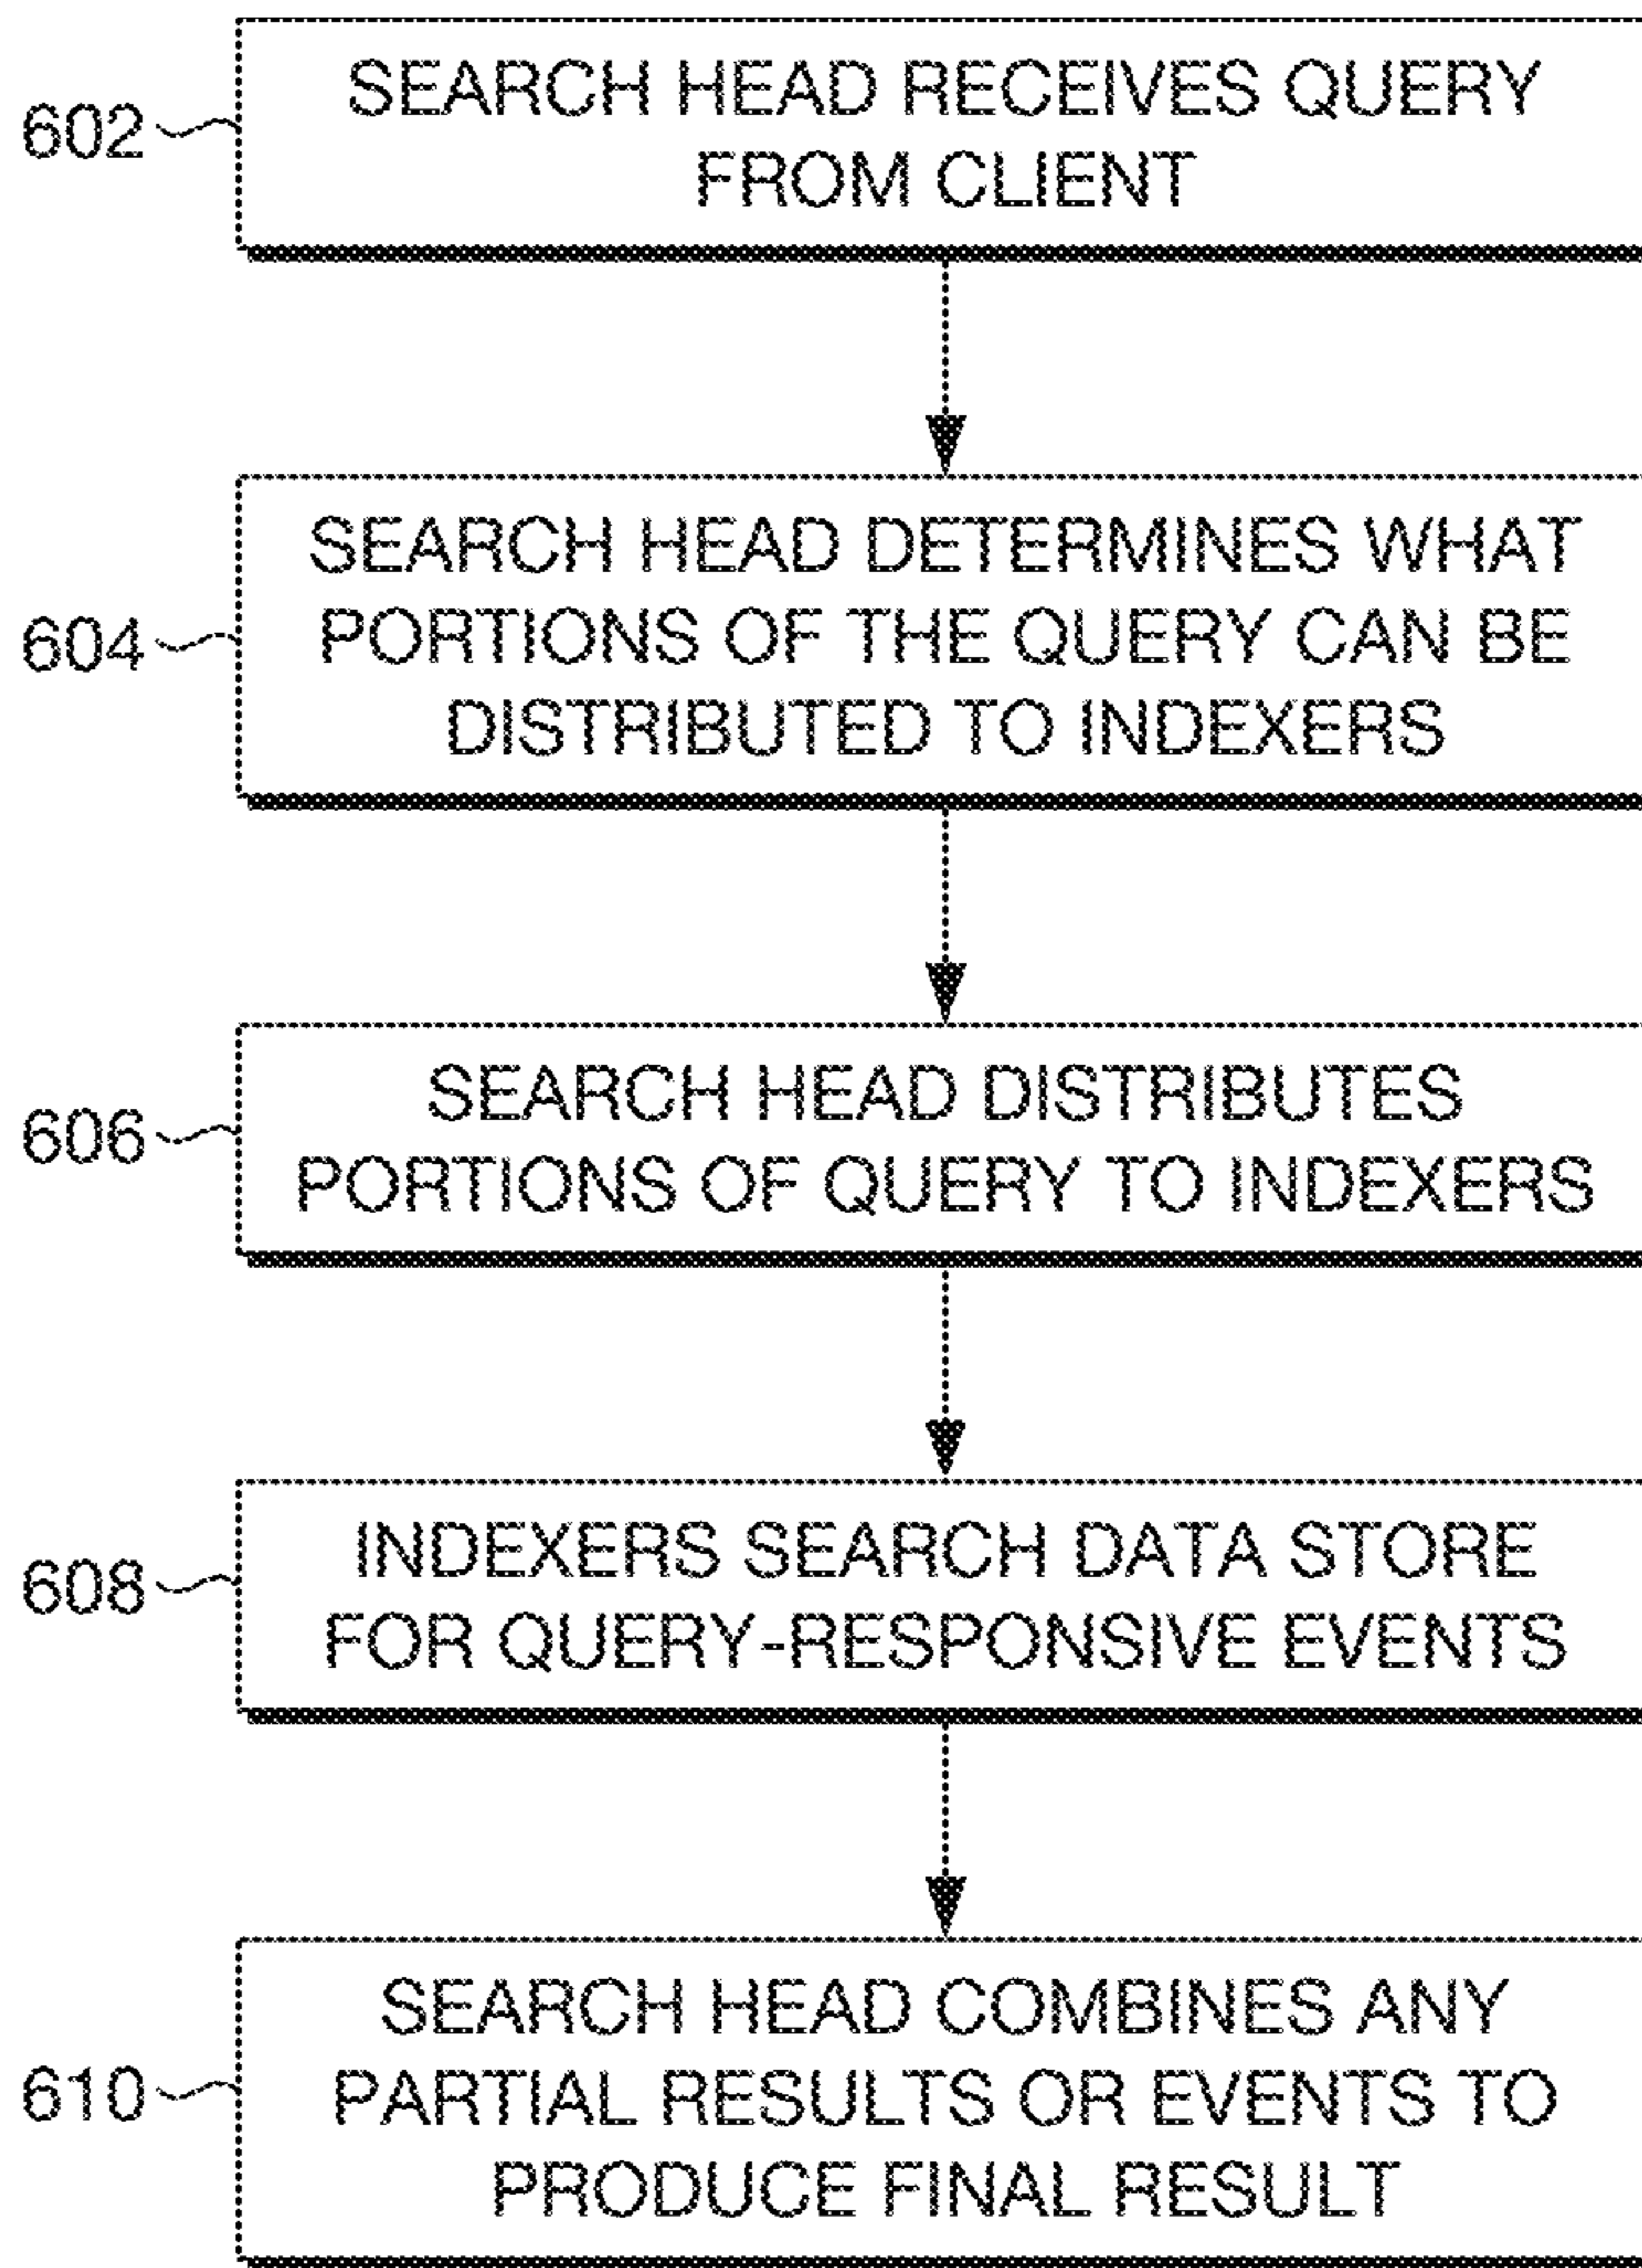 602
SEARCH HEAD RECEIVES QUERY
FROM CLIENT
604
SEARCH HEAD DETERMINES WHAT
PORTIONS OF THE QUERY CAN BE
DISTRIBUTED TO INDEXERS
606
SEARCH HEAD DISTRIBUTES
PORTIONS OF QUERY TO INDEXERS
608
INDEXERS SEARCH DATA STORE
FOR QUERY-RESPONSIVE EVENTS
610
SEARCH HEAD COMBINES ANY
PARTIAL RESULTS OR EVENTS TO
PRODUCE FINAL RESULT